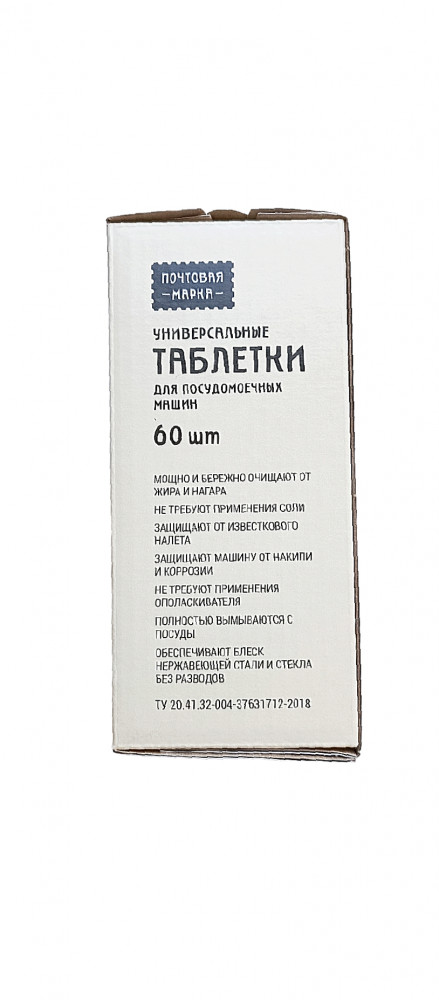 ПОЧТОВАЯ
–МАРКА–
УНИВЕРСАЛЬНЫЕ
ТАБЛЕТКИ
ДЛЯ ПОСУДОМОЕЧНЫХ
МАШИН
60 шт
МОЩНО И БЕРЕЖНО ОЧИЩАЮТ ОТ
ЖИРА И НАГАРА
НЕ ТРЕБУЮТ ПРИМЕНЕНИЯ СОЛИ
ЗАЩИЩАЮТ ОТ ИЗВЕСТКОВОГО
НАЛЕТА
ЗАЩИЩАЮТ МАШИНУ ОТ НАКИПИ
И КОРРОЗИИ
НЕ ТРЕБУЮТ ПРИМЕНЕНИЯ
ОПОЛАСКИВАТЕЛЯ
ПОЛНОСТЬЮ ВЫМЫВАЮТСЯ С
ПОСУДЫ
ОБЕСПЕЧИВАЮТ БЛЕСК
НЕРЖАВЕЮЩЕЙ СТАЛИ И СТЕКЛА
БЕЗ РАЗВОДОВ
ТУ 20.41.32-004-37631712-2018